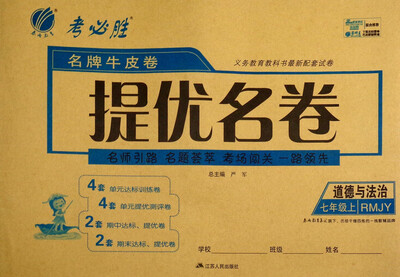 考必胜
名牌牛皮卷
义务教育教科书最新配套试卷
提优名卷
名师引路 名题荟萃 考场闯关 一路领先
总主编 严 军
4套 单元达标训练卷
4套 单元提优测评卷
2套 期中达标、提优卷
2套 期末达标、提优卷
道德与法治
七年级上 RMJY
学校 班级 姓名
江苏人民出版社